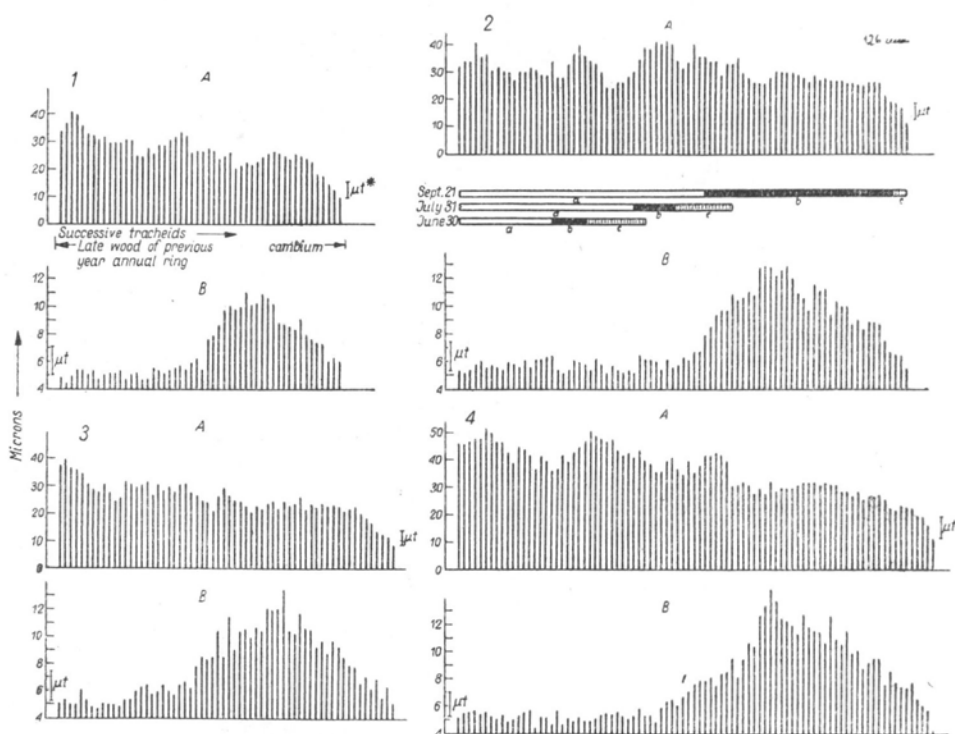 1
A
40
30
20
10
0
μt*
Successive tracheids
Late wood of previous
year annual ring
cambium
2
A
40
30
20
10
0
μt
Sept. 21
a
b
c
July 31
a
b
c
June 30
a
b
c
Microns
B
12
10
8
6
4
μt
B
12
10
8
6
4
μt
3
A
40
30
20
10
0
μt
4
A
50
40
30
20
10
0
μt
B
12
10
8
6
4
μt
B
12
10
8
6
4
μt